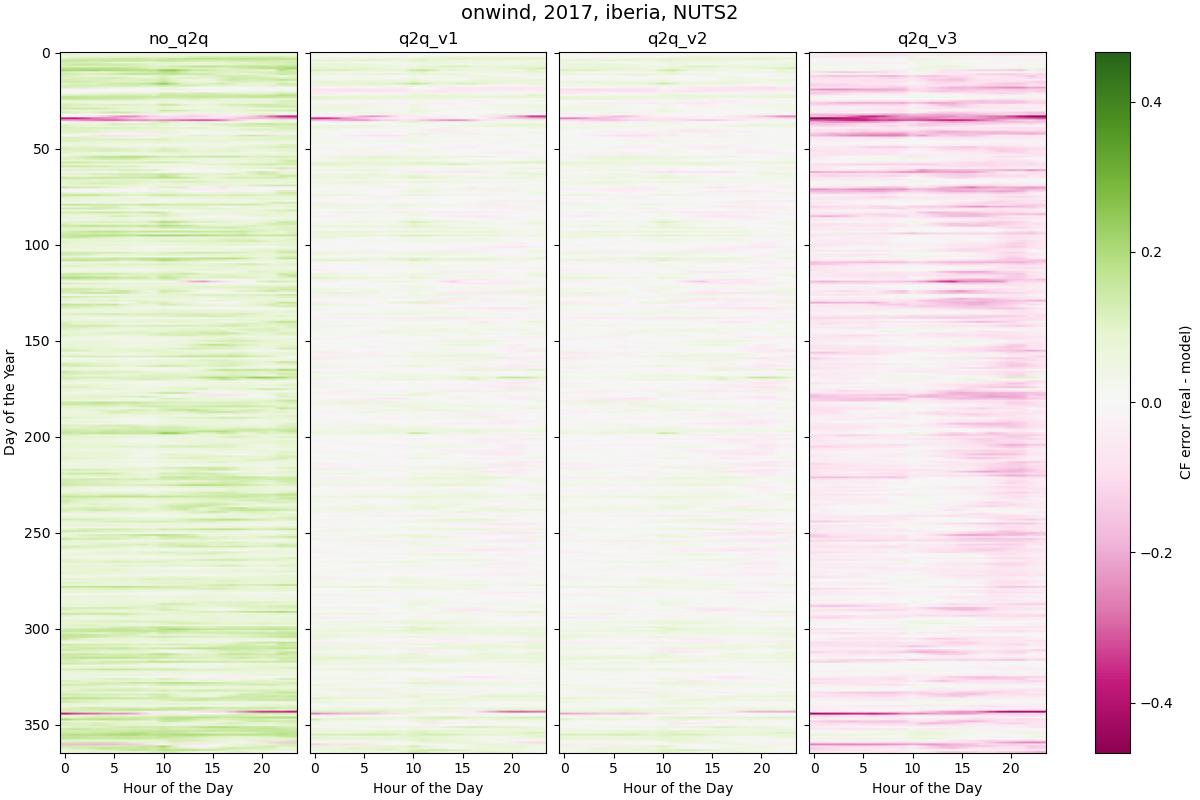 onwind, 2017, iberia, NUTS2
no_q2q
q2q_v1
q2q_v2
q2q_v3
0
50
100
150
200
250
300
350
Day of the Year
0 5 10 15 20
0 5 10 15 20
0 5 10 15 20
0 5 10 15 20
Hour of the Day
Hour of the Day
Hour of the Day
Hour of the Day
0.4
0.2
0.0
−0.2
−0.4
CF error (real - model)